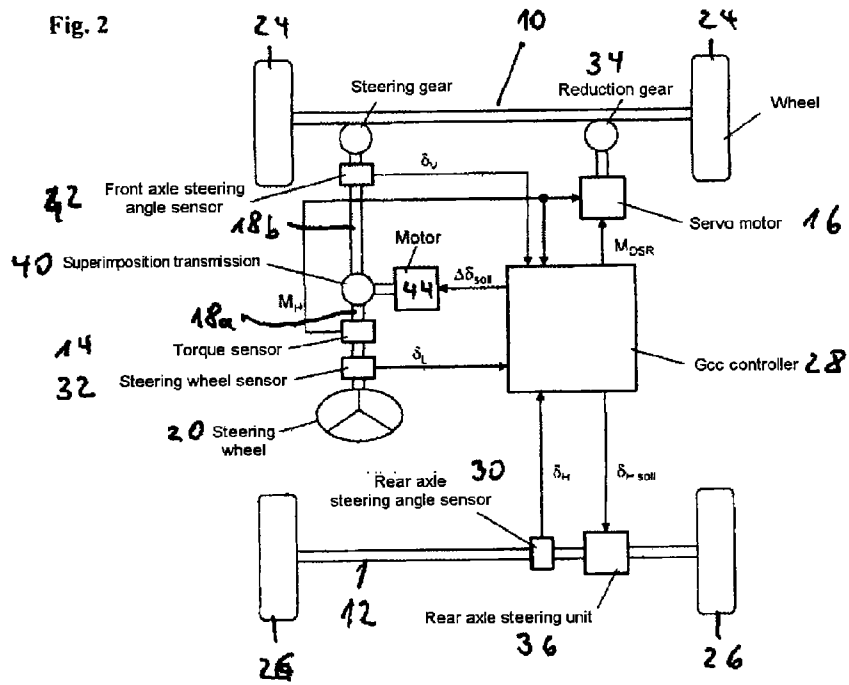 Fig. 2
24
10
24
Steering gear
34
Reduction gear
Wheel
42
Front axle steering
angle sensor
δV
18b
Servo motor 16
Motor
MDSR
40 Superimposition transmission
44
Δδsoll
MH
18a
14
Torque sensor
Gcc controller 28
32
Steering wheel sensor
δL
20 Steering
wheel
30
Rear axle
steering angle sensor
δH
δH soll
12
Rear axle steering unit
36
26
26